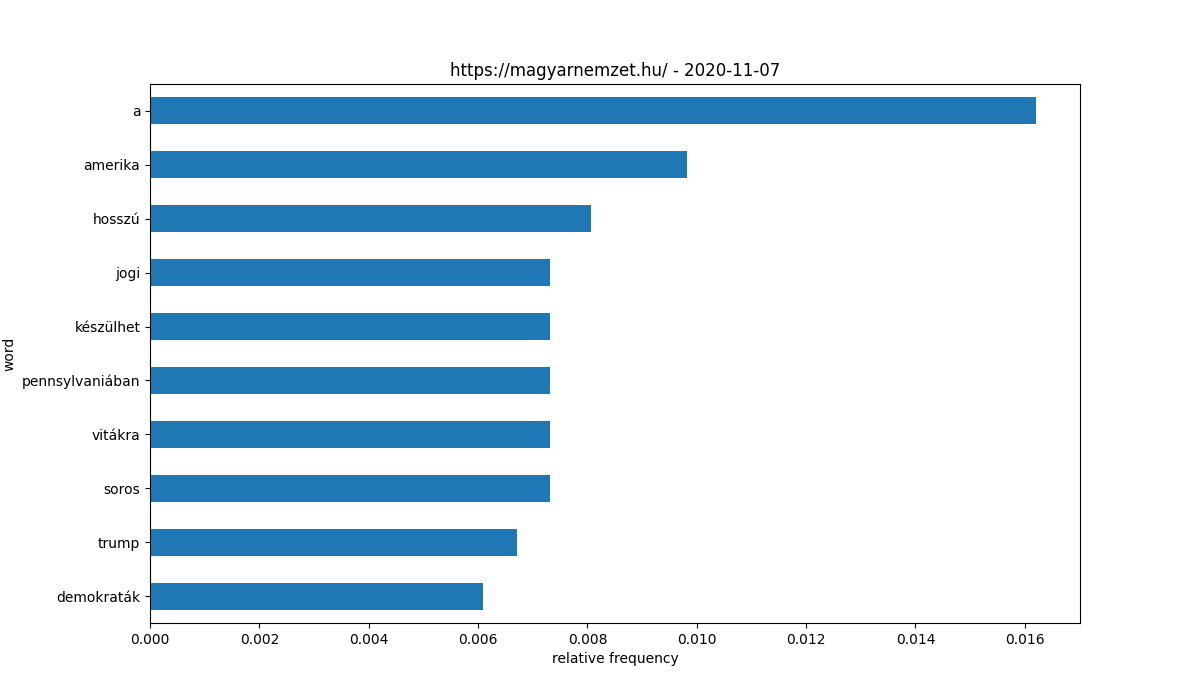 https://magyarnemzet.hu/ - 2020-11-07
a
amerika
hosszú
jogi
készülhet
pennsylvaniában
vitákra
soros
trump
demokraták
word
0.000 0.002 0.004 0.006 0.008 0.010 0.012 0.014 0.016
relative frequency